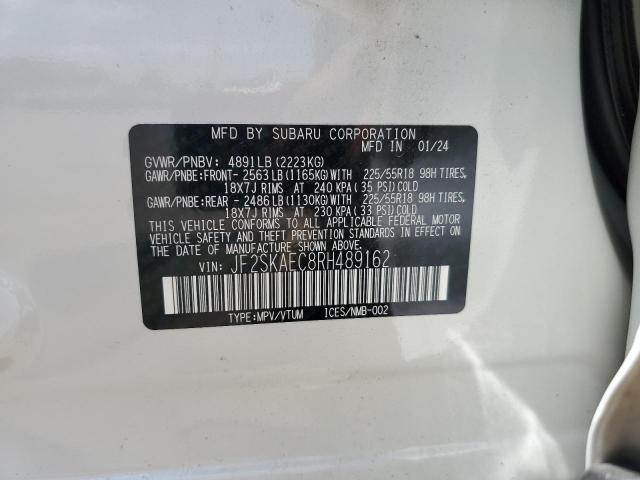 MFD BY SUBARU CORPORATION
MFD IN 01/24
GVWR/PNBV: 4891LB (2223KG)
GAWR/PNBE:FRONT- 2563LB (1165KG)WITH 225/55R18 98H TIRES,
18X7J RIMS AT 240 KPA (35 PSI) COLD
GAWR/PNBE:REAR - 2486LB (1130KG)WITH 225/55R18 98H TIRES,
18X7J RIMS AT 230 KPA (33 PSI) COLD
THIS VEHICLE CONFORMS TO ALL APPLICABLE FEDERAL MOTOR
VEHICLE SAFETY AND THEFT PREVENTION STANDARDS IN EFFECT
ON THE DATE OF MANUFACTURE SHOWN ABOVE.
VIN: JF2SKAEC8RH489162
TYPE:MPV/VTUM ICES/NMB-002